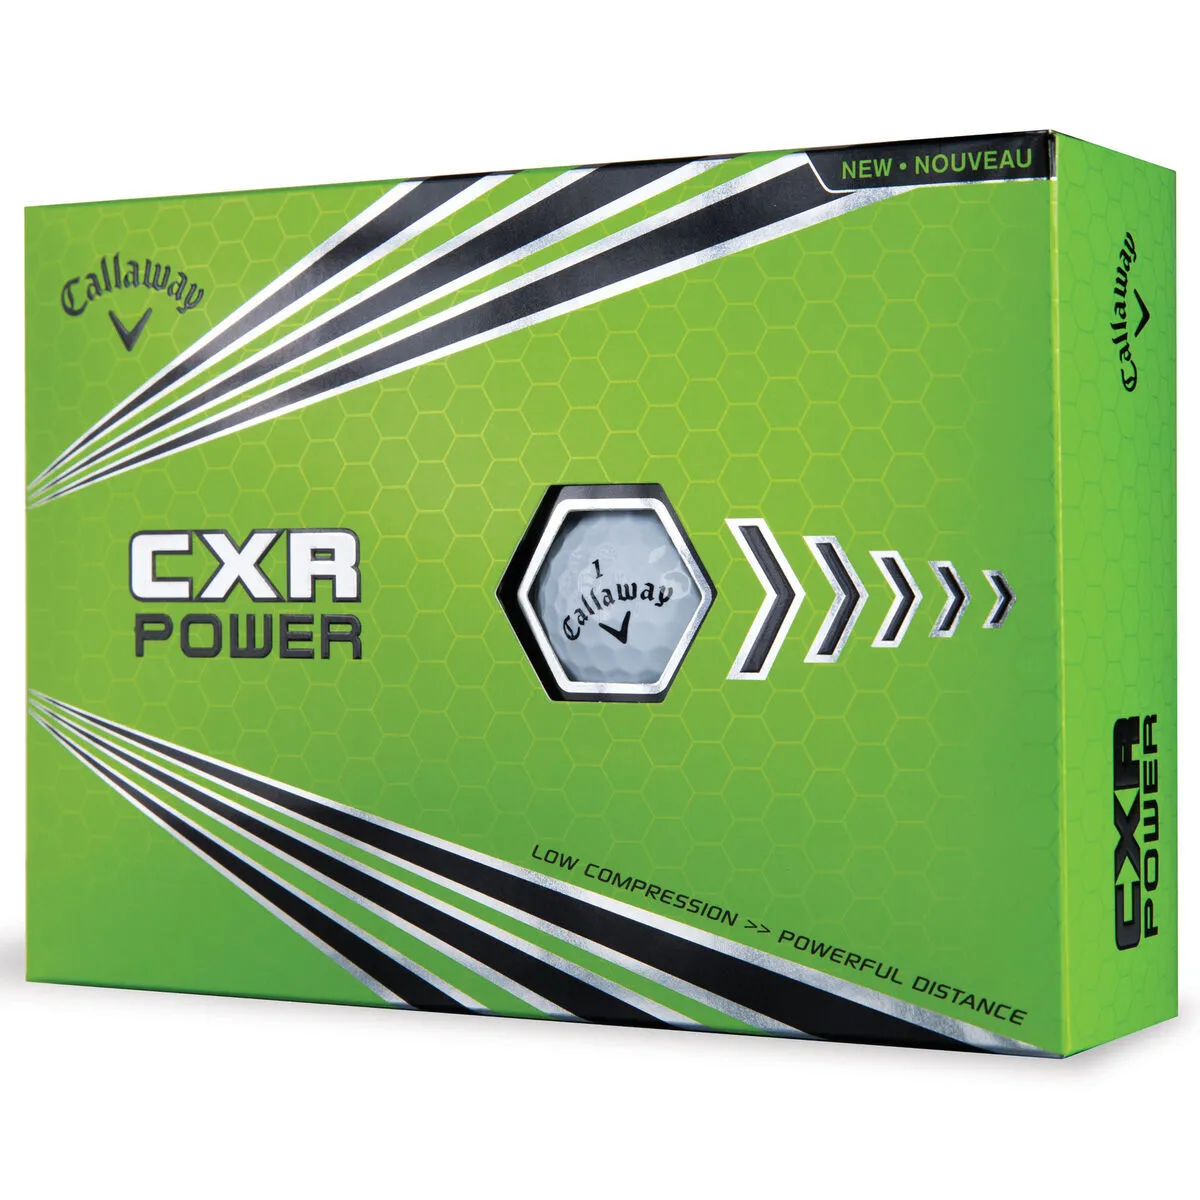 NEW • NOUVEAU
Callaway
Callaway
CXR
POWER
1
Callaway
LOW COMPRESSION >> POWERFUL DISTANCE
CXR
POWER